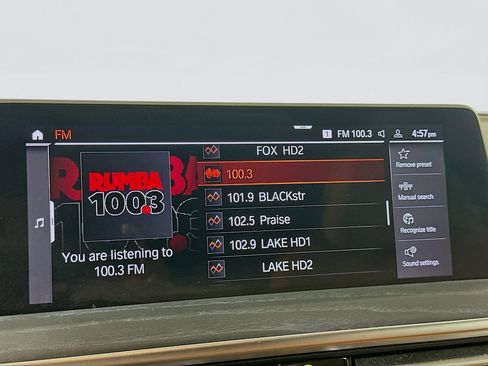 FM
1 FM 100.3
4:57pm
RUMBA
100.3
You are listening to
100.3 FM
FOX HD2
100.3
101.9 BLACKstr
102.5 Praise
102.9 LAKE HD1
LAKE HD2
Remove preset
Manual search
Recognize title
Sound settings